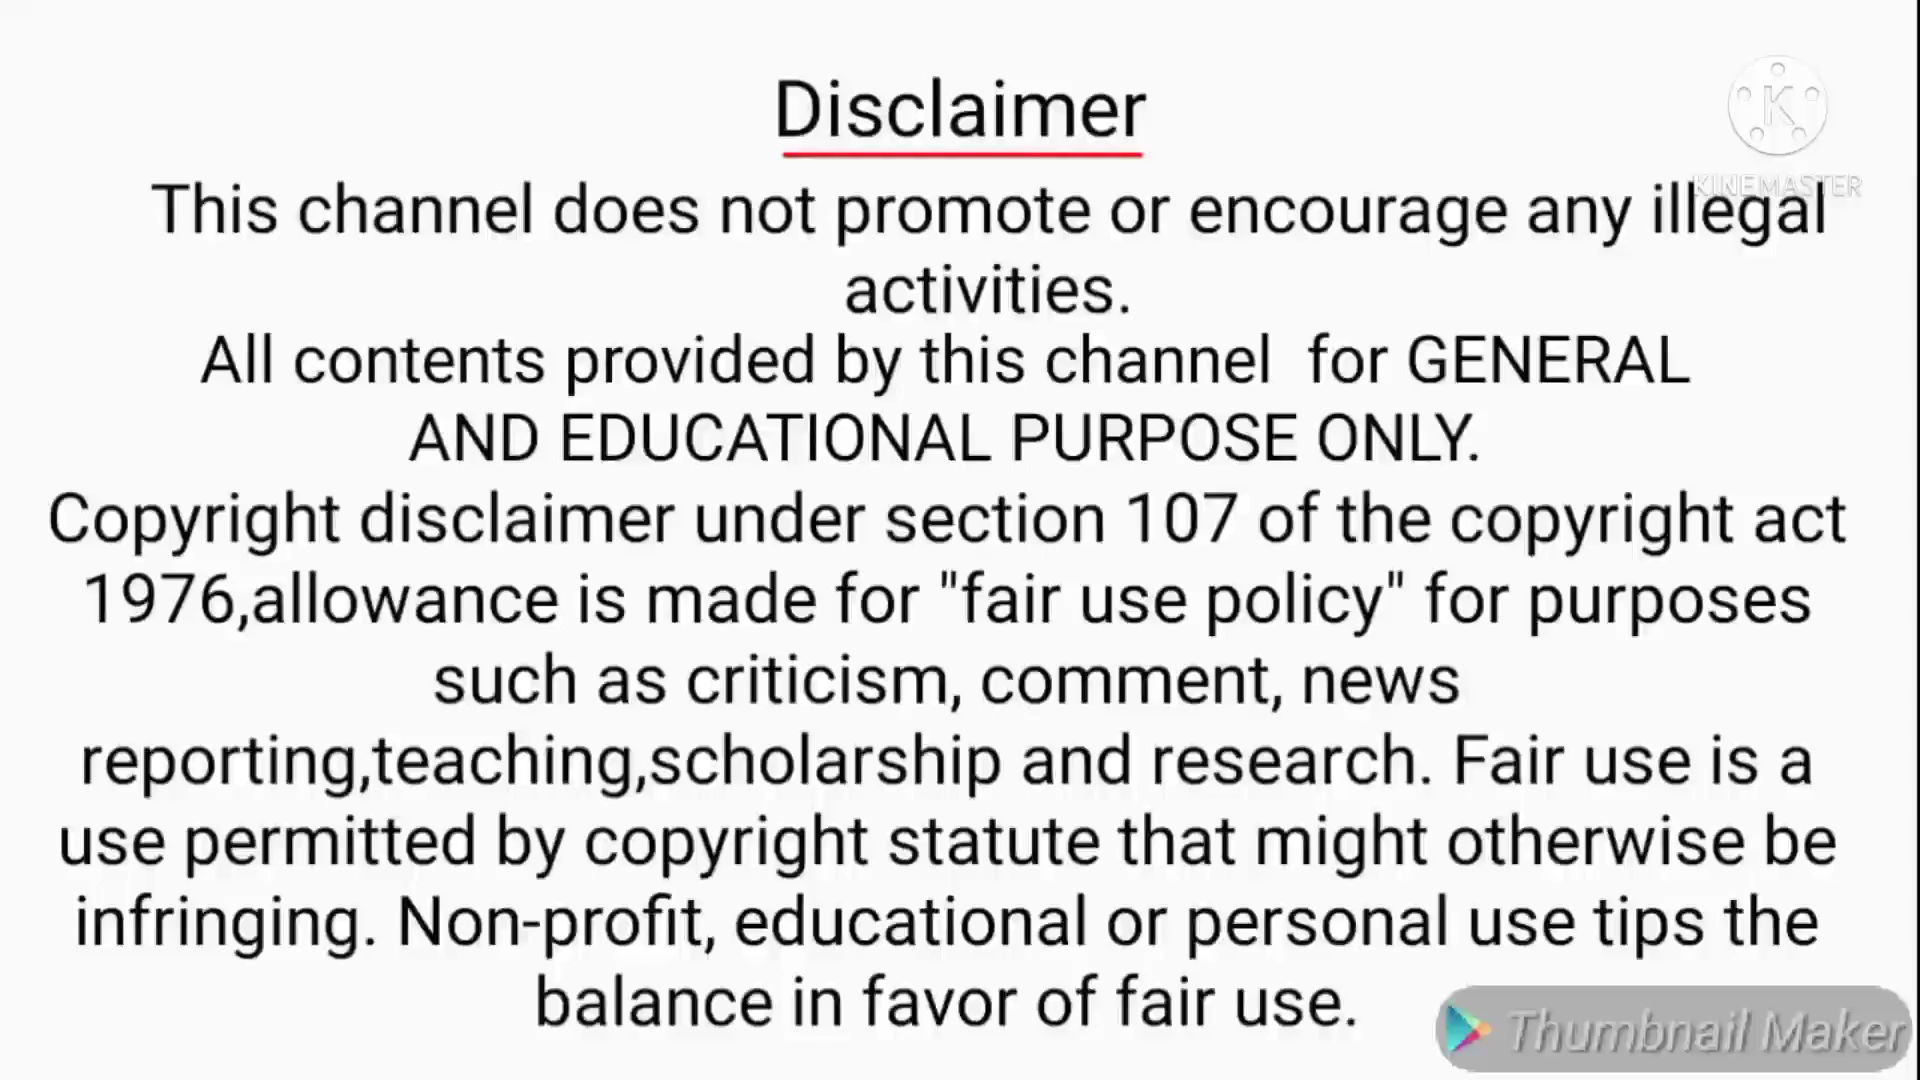 Disclaimer
KINEMASTER
This channel does not promote or encourage any illegal
activities.
All contents provided by this channel  for GENERAL
AND EDUCATIONAL PURPOSE ONLY.
Copyright disclaimer under section 107 of the copyright act
1976,allowance is made for "fair use policy" for purposes
such as criticism, comment, news
reporting,teaching,scholarship and research. Fair use is a
use permitted by copyright statute that might otherwise be
infringing. Non-profit, educational or personal use tips the
balance in favor of fair use.
Thumbnail Maker